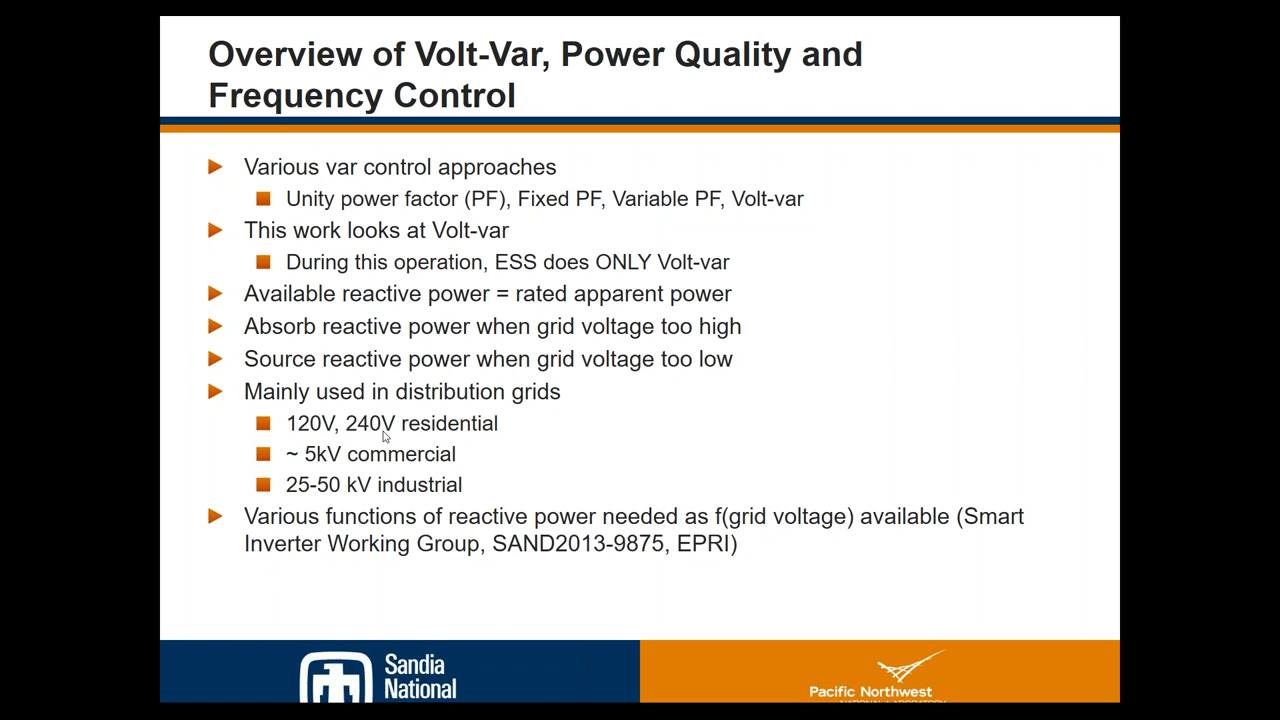 Overview of Volt-Var, Power Quality and
Frequency Control
Various var control approaches
Unity power factor (PF), Fixed PF, Variable PF, Volt-var
This work looks at Volt-var
During this operation, ESS does ONLY Volt-var
Available reactive power = rated apparent power
Absorb reactive power when grid voltage too high
Source reactive power when grid voltage too low
Mainly used in distribution grids
120V, 240V residential
~ 5kV commercial
25-50 kV industrial
Various functions of reactive power needed as f(grid voltage) available (Smart
Inverter Working Group, SAND2013-9875, EPRI)
Sandia
National
Pacific Northwest
NATIONAL LABORATORY